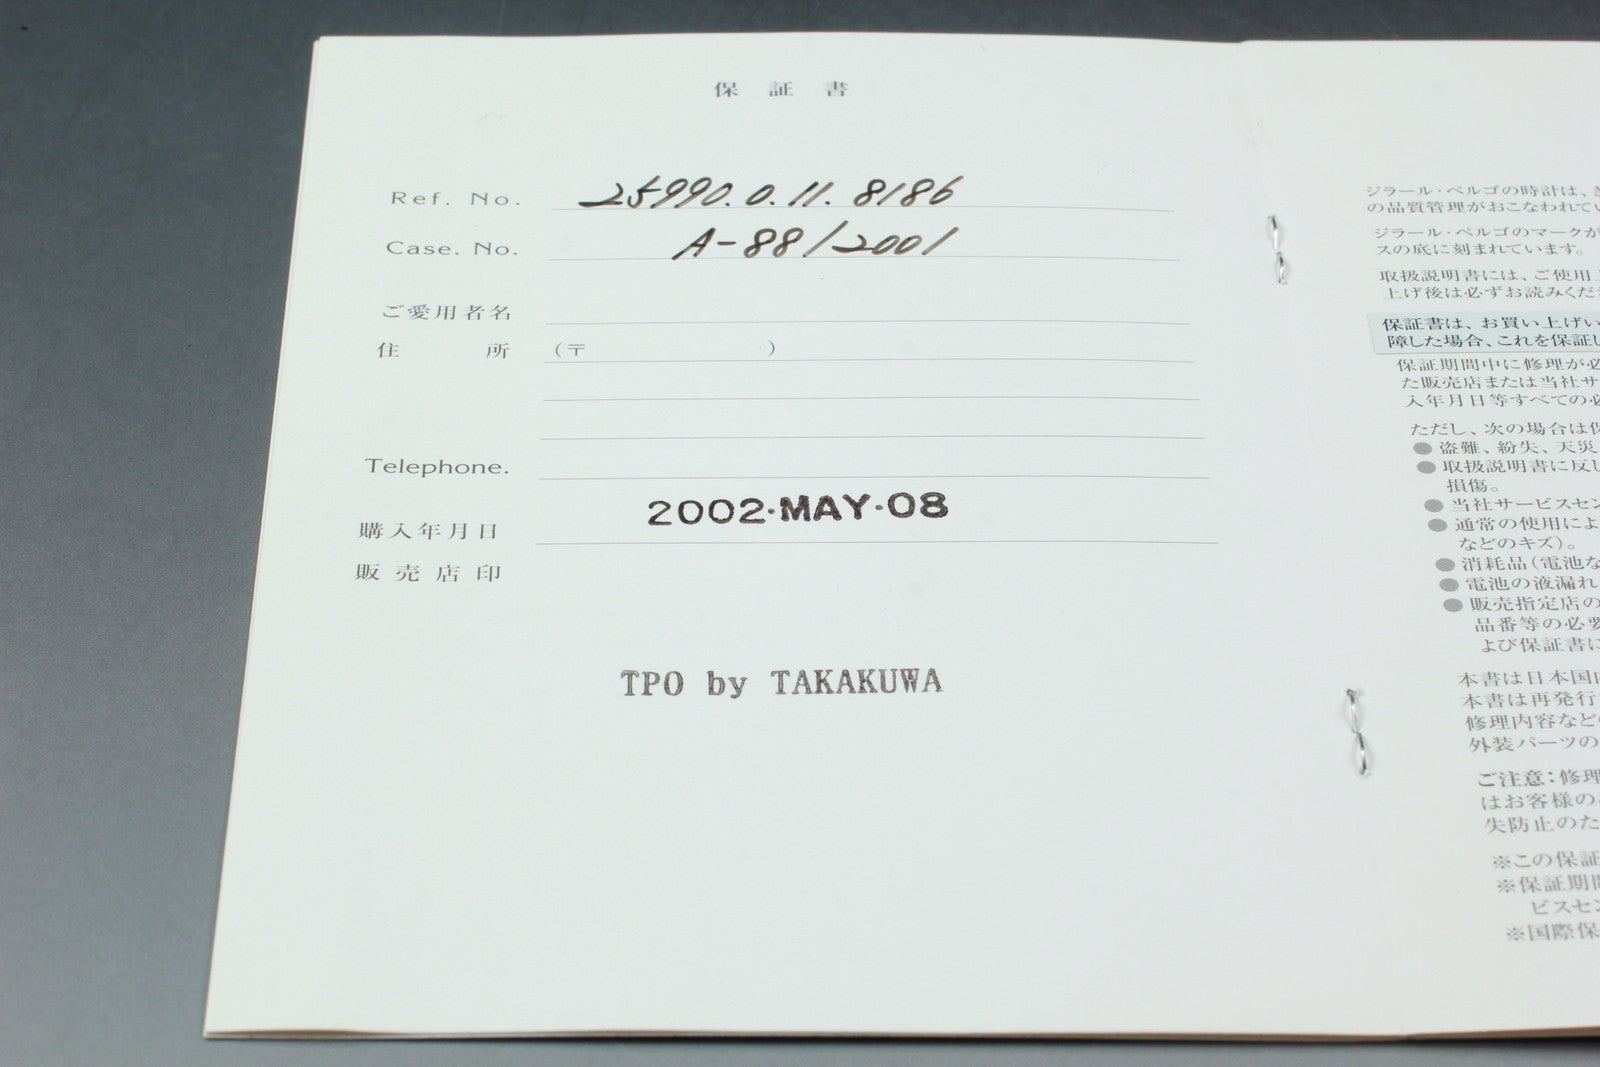 保証書
Ref. No. 25990.0.11.8186
Case. No. A-88/2001
ご愛用者名
住所 (〒 )
Telephone.
購入年月日 2002·MAY·08
販売店印
TPO by TAKAKUWA
ジラール・ペルゴの時計は、
の品質管理がおこなわれてい
ジラール・ペルゴのマークが
スの底に刻まれています。
取扱説明書には、ご使用
上げ後は必ずお読みくだ
保証書は、お買い上げい
障した場合、これを保証し
保証期間中に修理が必
た販売店または当社サ
入年月日等すべての必
ただし、次の場合は保
●盗難、紛失、天災
●取扱説明書に反し
損傷。
●当社サービスセン
●通常の使用によ
などのキズ）。
●消耗品（電池な
●電池の液漏れ
●販売指定店の
品番等の必要
よび保証書に
本書は日本国内
本書は再発行
修理内容など
外装パーツの
ご注意：修理
はお客様の
失防止のた
※この保証
※保証期間
ビスセン
※国際保